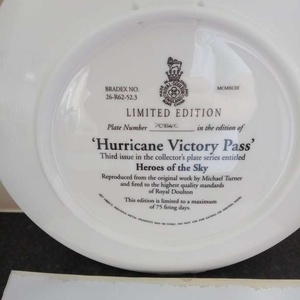 BRADEX NO.
26-R62-52.3
MCMXCIII
LIMITED EDITION
Plate Number
in the edition of
'Hurricane Victory Pass'
Third issue in the collector's plate series entitled
Heroes of the Sky
Reproduced from the original work by Michael Turner
and fired to the highest quality standards
of Royal Doulton
This edition is limited to a maximum
of 75 firing days.